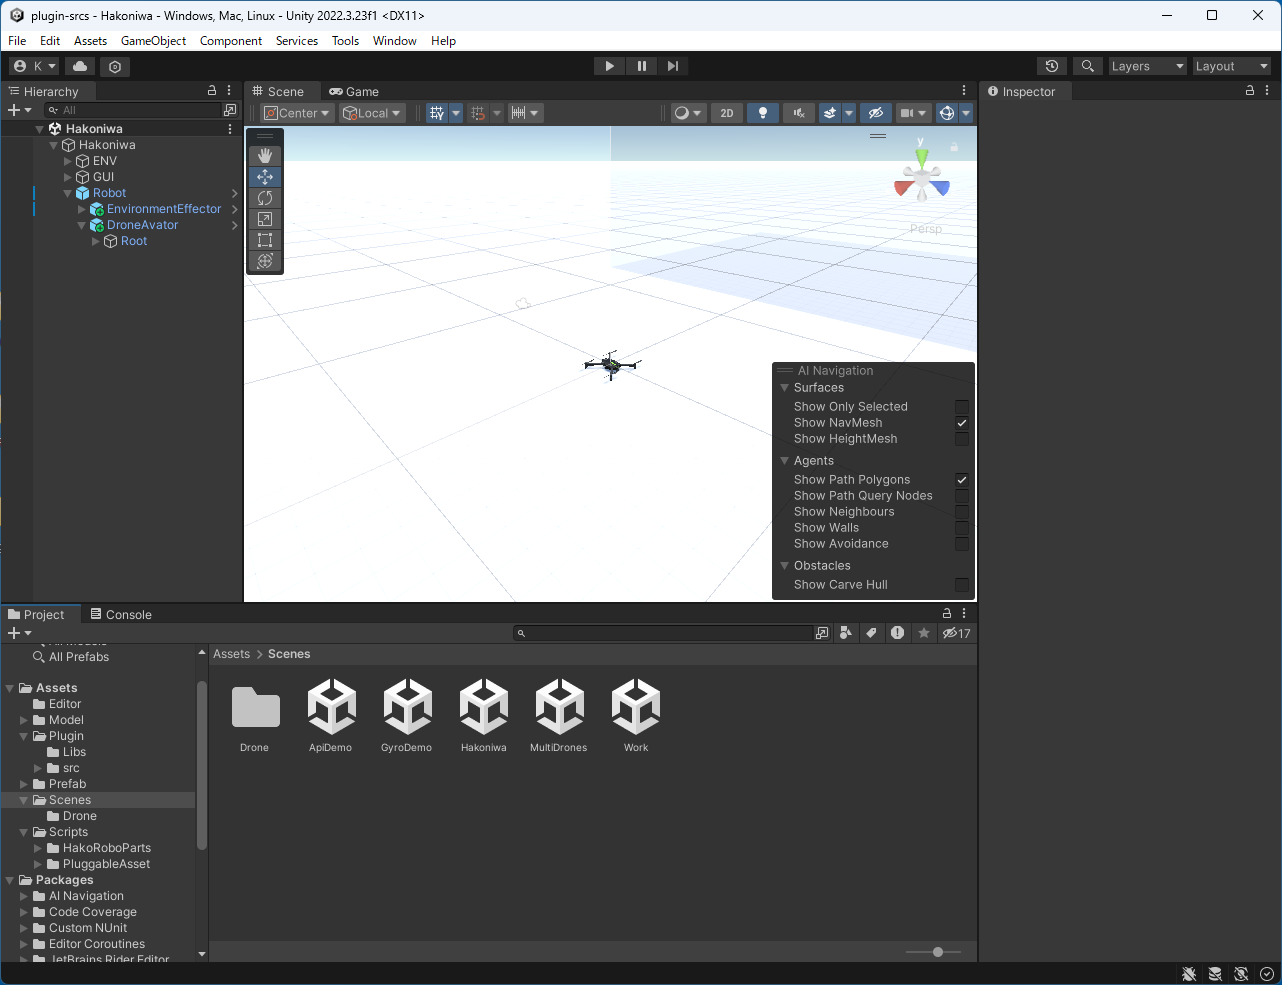 plugin-srcs - Hakoniwa - Windows, Mac, Linux - Unity 2022.3.23f1 <DX11>
File Edit Assets GameObject Component Services Tools Window Help
K Layers Layout
Hierarchy
All
Hakoniwa
Hakoniwa
ENV
GUI
Robot
EnvironmentEffector
DroneAvator
Root
Scene Game
Center Local 2D
y
Persp
AI Navigation
Surfaces
Show Only Selected
Show NavMesh
Show HeightMesh
Agents
Show Path Polygons
Show Path Query Nodes
Show Neighbours
Show Walls
Show Avoidance
Obstacles
Show Carve Hull
Inspector
Project Console
17
All Models
All Prefabs
Assets
Editor
Model
Plugin
Libs
src
Prefab
Scenes
Drone
Scripts
HakoRoboParts
PluggableAsset
Packages
AI Navigation
Code Coverage
Custom NUnit
Editor Coroutines
JetBrains Rider Editor
Assets > Scenes
Drone ApiDemo GyroDemo Hakoniwa MultiDrones Work